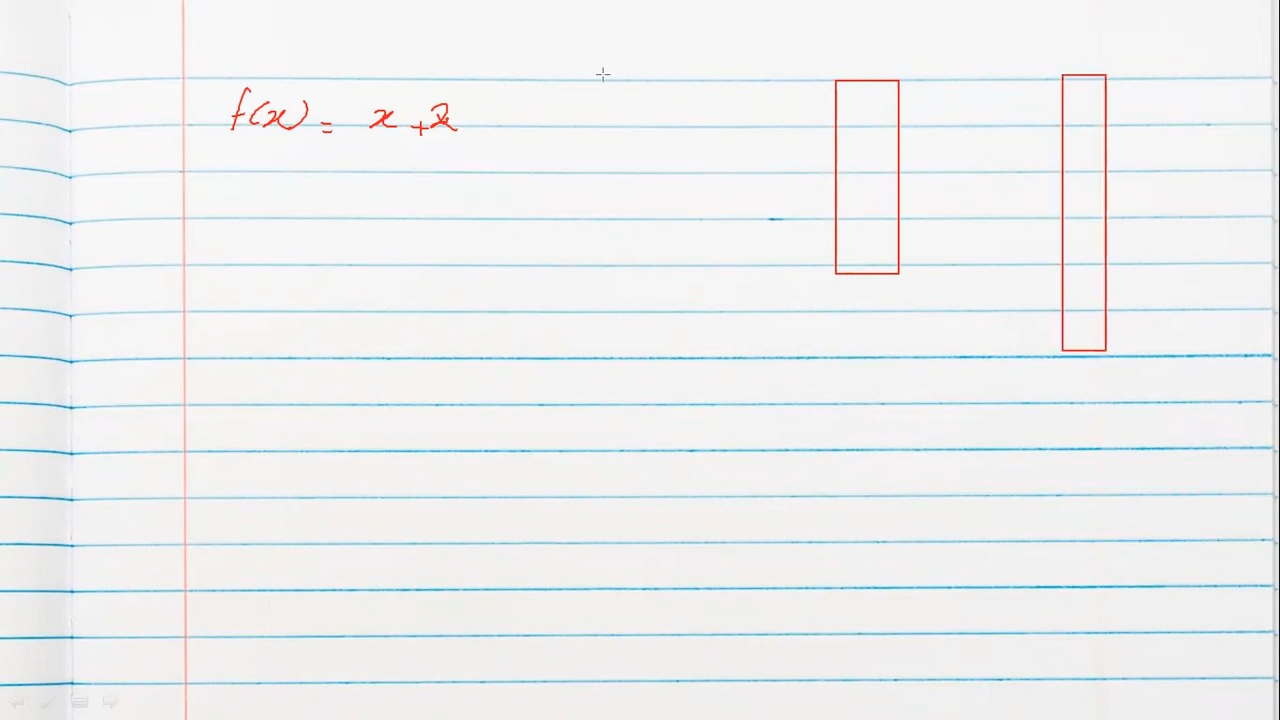 f(x) = x + 2